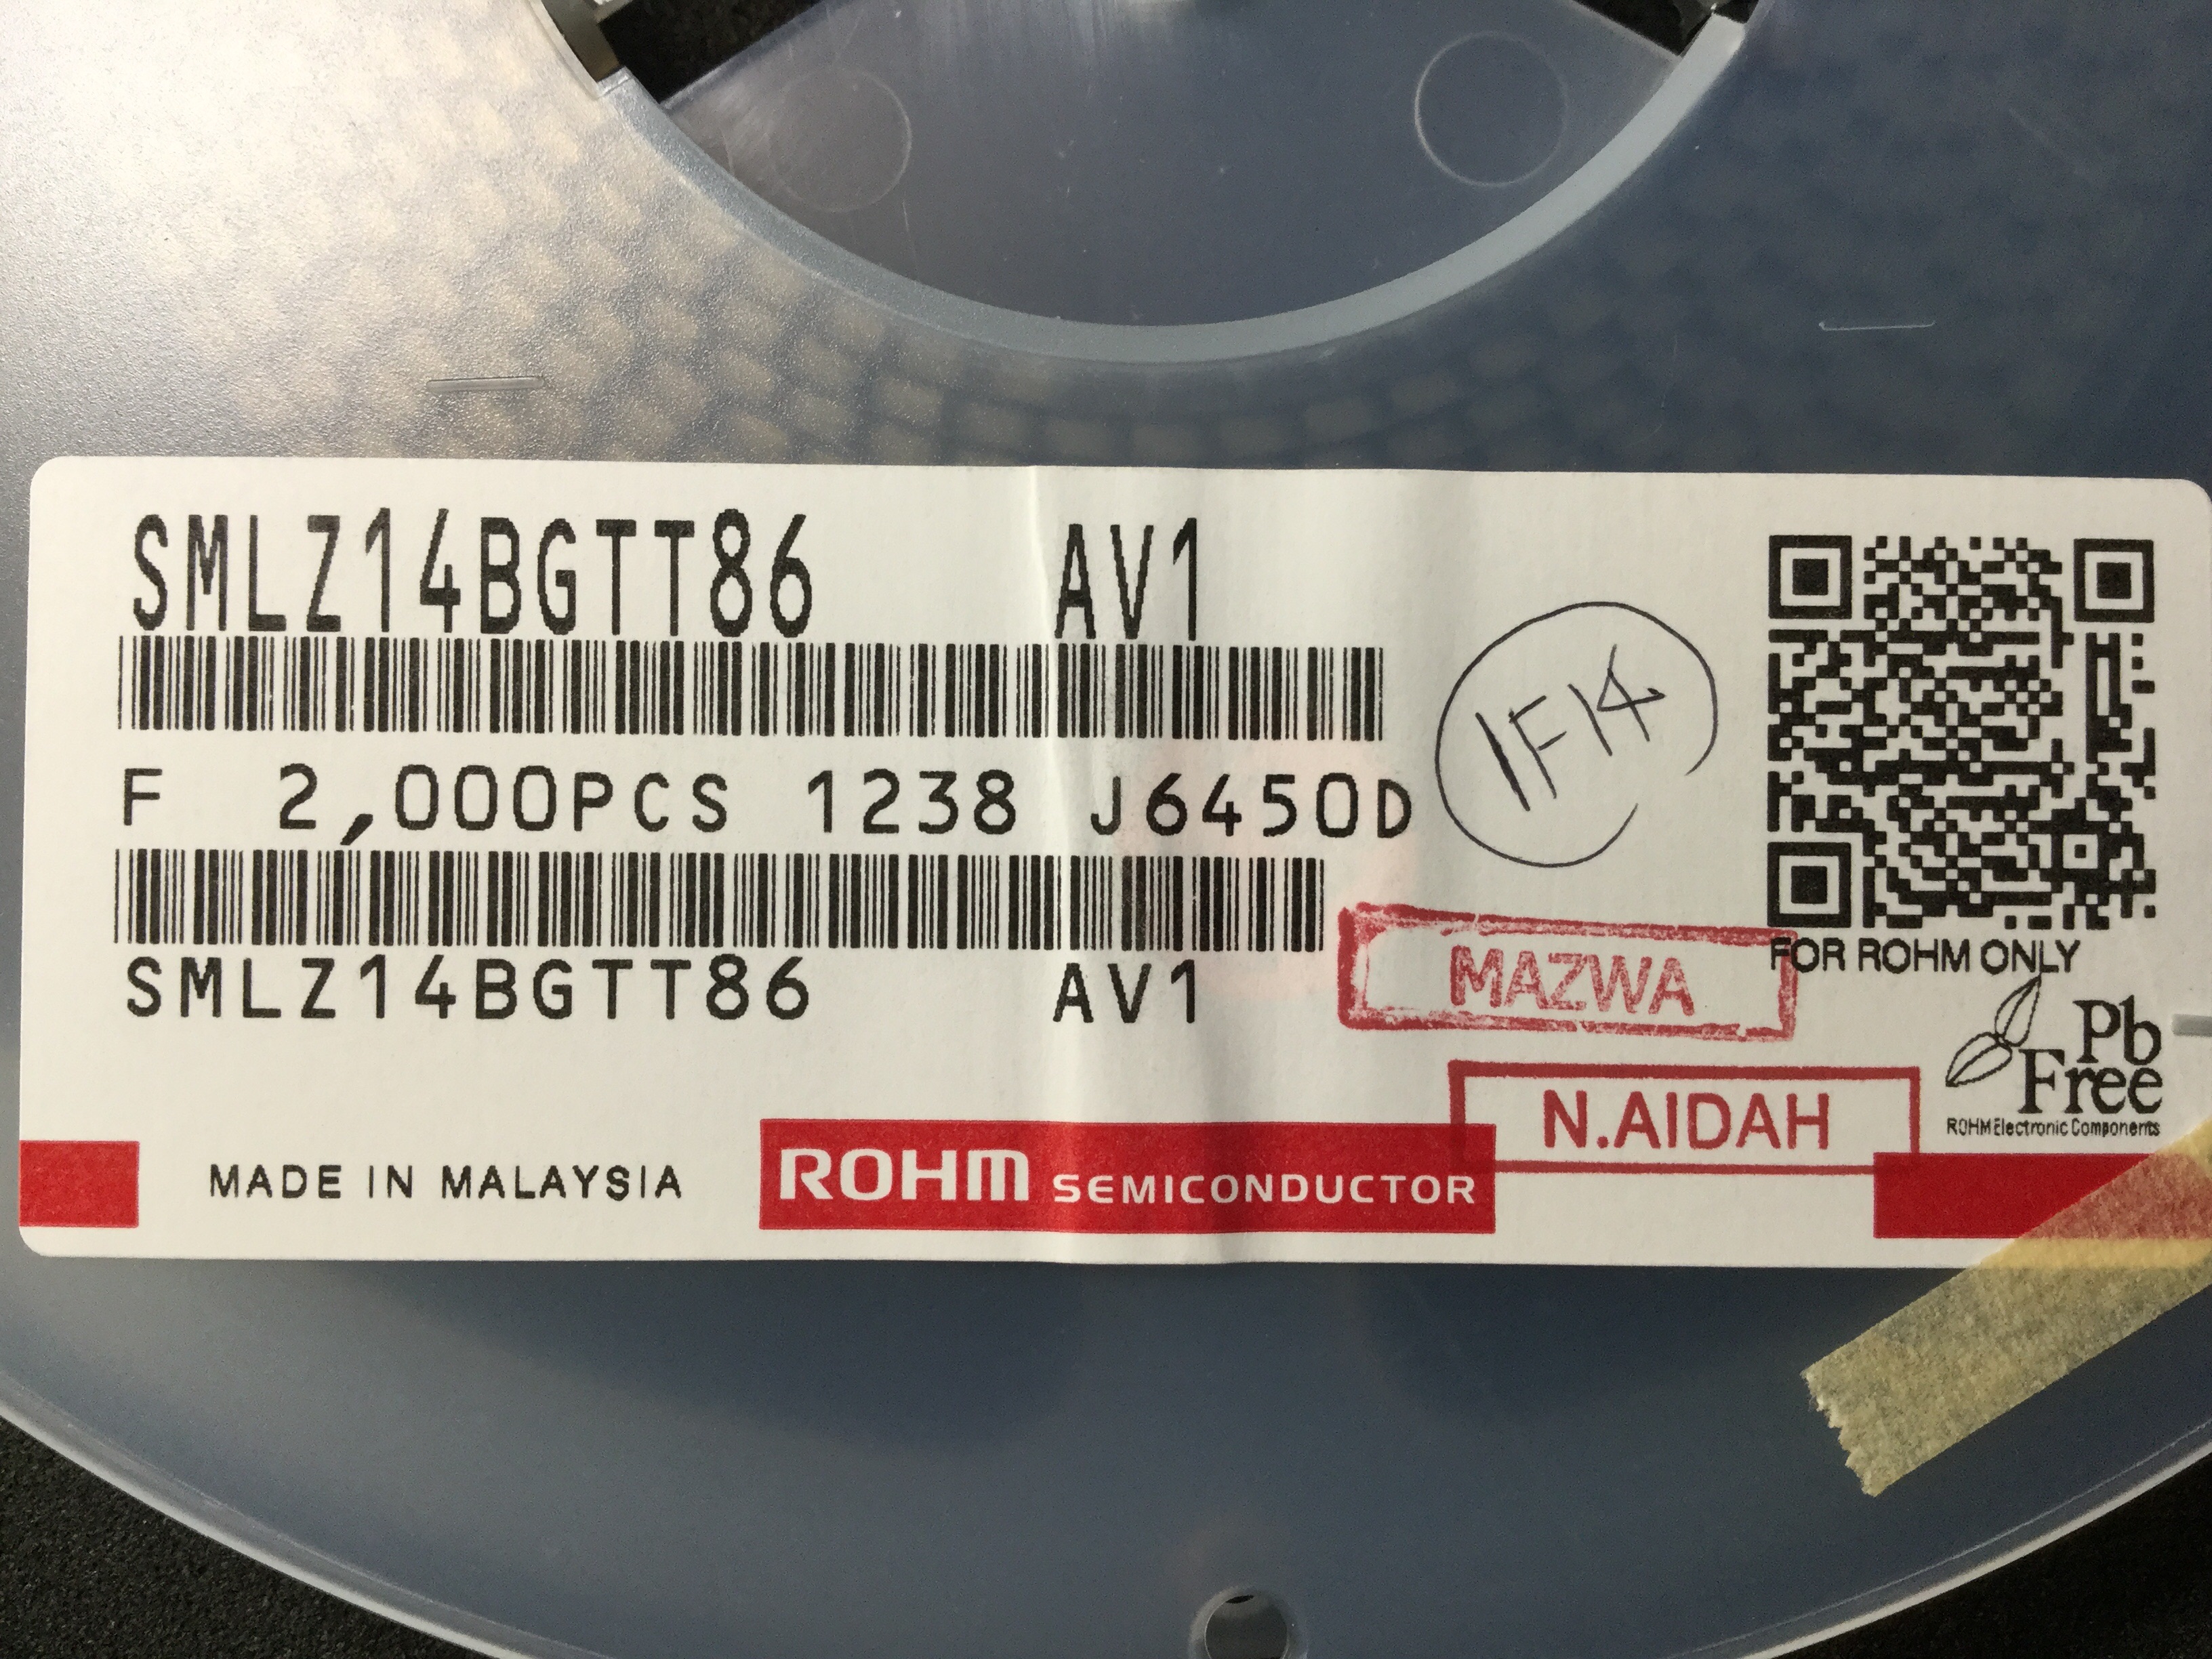 SMLZ14BGTT86 AV1
F 2,000PCS 1238 J6450D
1F14
SMLZ14BGTT86 AV1
MAZWA
FOR ROHM ONLY
Pb
Free
ROHM Electronic Components
N.AIDAH
MADE IN MALAYSIA
ROHM SEMICONDUCTOR